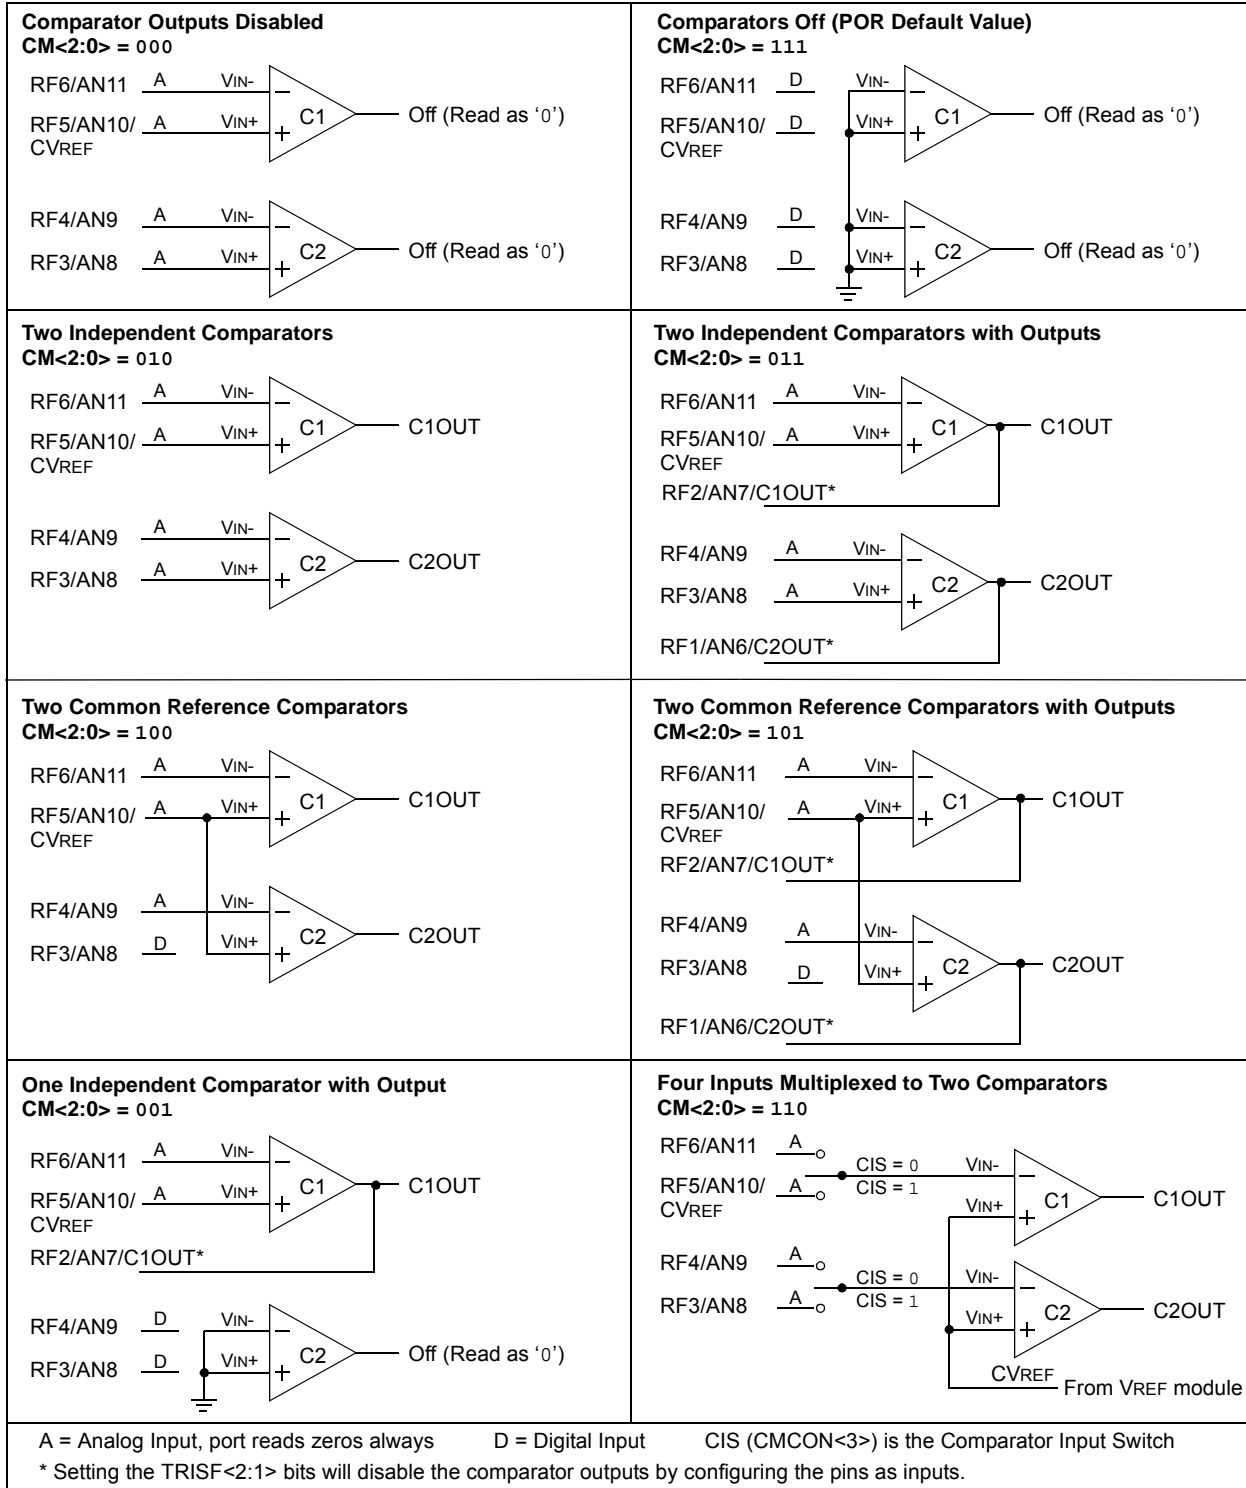 Comparator Outputs Disabled
CM<2:0> = 000
RF6/AN11 A VIN-
C1 Off (Read as ‘0’)
RF5/AN10/ A VIN+
CVREF
RF4/AN9 A VIN-
C2 Off (Read as ‘0’)
RF3/AN8 A VIN+
Comparators Off (POR Default Value)
CM<2:0> = 111
RF6/AN11 D VIN-
C1 Off (Read as ‘0’)
RF5/AN10/ D VIN+
CVREF
RF4/AN9 D VIN-
C2 Off (Read as ‘0’)
RF3/AN8 D VIN+
Two Independent Comparators
CM<2:0> = 010
RF6/AN11 A VIN-
C1 C1OUT
RF5/AN10/ A VIN+
CVREF
RF4/AN9 A VIN-
C2 C2OUT
RF3/AN8 A VIN+
Two Independent Comparators with Outputs
CM<2:0> = 011
RF6/AN11 A VIN-
C1 C1OUT
RF5/AN10/ A VIN+
CVREF
RF2/AN7/C1OUT*
RF4/AN9 A VIN-
C2 C2OUT
RF3/AN8 A VIN+
RF1/AN6/C2OUT*
Two Common Reference Comparators
CM<2:0> = 100
RF6/AN11 A VIN-
C1 C1OUT
RF5/AN10/ A VIN+
CVREF
RF4/AN9 A VIN-
C2 C2OUT
RF3/AN8 D VIN+
Two Common Reference Comparators with Outputs
CM<2:0> = 101
RF6/AN11 A VIN-
C1 C1OUT
RF5/AN10/ A VIN+
CVREF
RF2/AN7/C1OUT*
RF4/AN9 A VIN-
C2 C2OUT
RF3/AN8 D VIN+
RF1/AN6/C2OUT*
One Independent Comparator with Output
CM<2:0> = 001
RF6/AN11 A VIN-
C1 C1OUT
RF5/AN10/ A VIN+
CVREF
RF2/AN7/C1OUT*
RF4/AN9 D VIN-
C2 Off (Read as ‘0’)
RF3/AN8 D VIN+
Four Inputs Multiplexed to Two Comparators
CM<2:0> = 110
RF6/AN11 A
CIS = 0 VIN-
RF5/AN10/ A CIS = 1
C1 C1OUT
CVREF VIN+
RF4/AN9 A
CIS = 0 VIN-
RF3/AN8 A CIS = 1
C2 C2OUT
VIN+
CVREF
From VREF module
A = Analog Input, port reads zeros always D = Digital Input CIS (CMCON<3>) is the Comparator Input Switch
* Setting the TRISF<2:1> bits will disable the comparator outputs by configuring the pins as inputs.